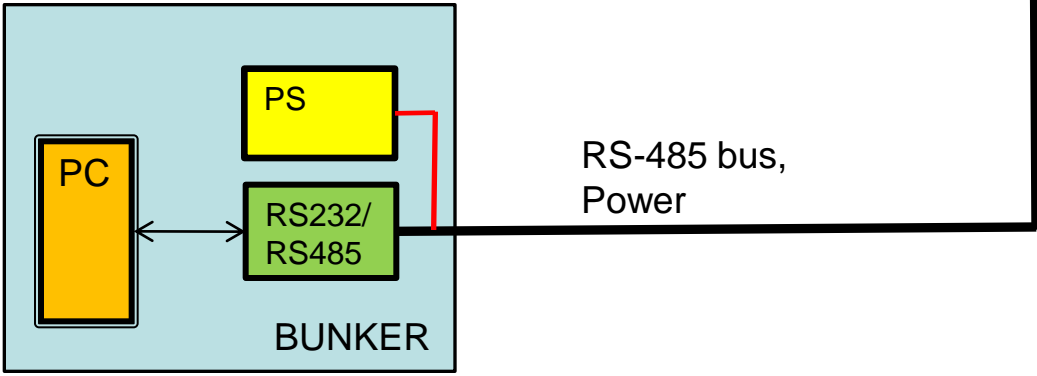 PS
PC
RS232/
RS485
BUNKER
RS-485 bus,
Power